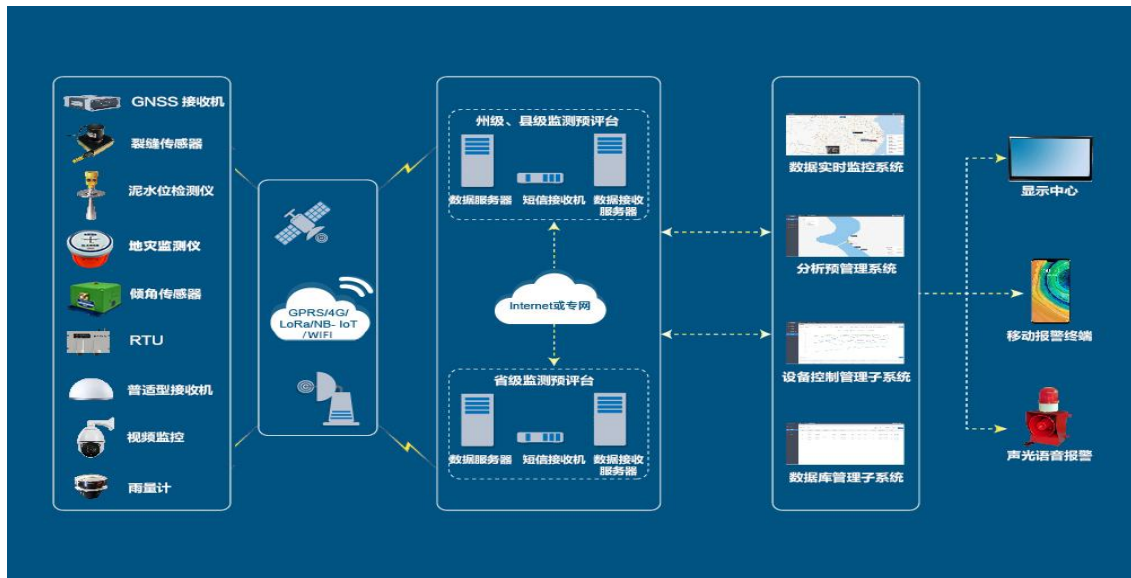 GNSS 接收机
裂缝传感器
泥水位检测仪
地灾监测仪
倾角传感器
RTU
普适型接收机
视频监控
雨量计
GPRS/4G/
LoRa/NB- IoT
/WIFI
州级、县级监测预评台
数据服务器
短信接收机
数据接收
服务器
Internet或专网
省级监测预评台
数据服务器
短信接收机
数据接收
服务器
数据实时监控系统
分析预管理系统
设备控制管理子系统
数据库管理子系统
显示中心
移动报警终端
声光语音报警